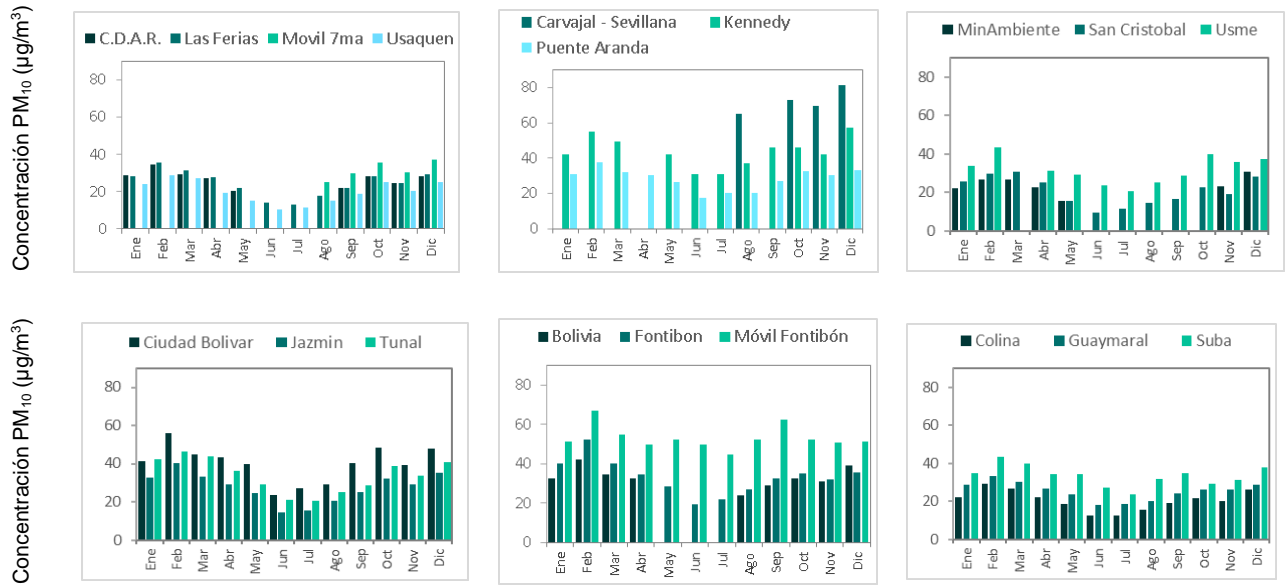 Concentración PM₁₀ (µg/m³)
C.D.A.R. Las Ferias Movil 7ma Usaquen
80
60
40
20
0
Ene Feb Mar Abr May Jun Jul Ago Sep Oct Nov Dic
Carvajal - Sevillana Kennedy
Puente Aranda
80
60
40
20
0
Ene Feb Mar Abr May Jun Jul Ago Sep Oct Nov Dic
MinAmbiente San Cristobal Usme
80
60
40
20
0
Ene Feb Mar Abr May Jun Jul Ago Sep Oct Nov Dic
Concentración PM₁₀ (µg/m³)
Ciudad Bolivar Jazmin Tunal
80
60
40
20
0
Ene Feb Mar Abr May Jun Jul Ago Sep Oct Nov Dic
Bolivia Fontibon Móvil Fontibón
80
60
40
20
0
Ene Feb Mar Abr May Jun Jul Ago Sep Oct Nov Dic
Colina Guaymaral Suba
80
60
40
20
0
Ene Feb Mar Abr May Jun Jul Ago Sep Oct Nov Dic